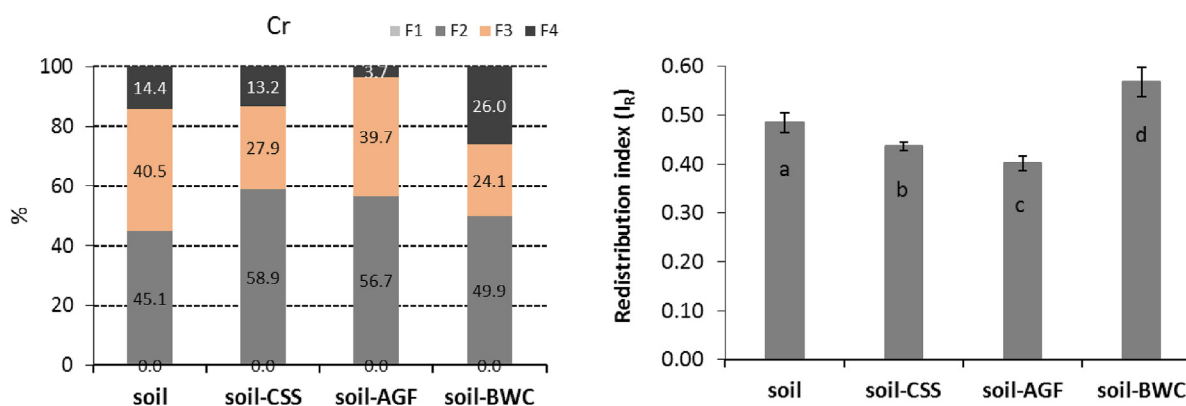 Cr
F1 F2 F3 F4
%
100
80
60
40
20
0
14.4 13.2 3.7 26.0
40.5 27.9 39.7 24.1
45.1 58.9 56.7 49.9
0.0 0.0 0.0 0.0
soil soil-CSS soil-AGF soil-BWC
Redistribution index (I_R)
0.60
0.50
0.40
0.30
0.20
0.10
0.00
a b c d
soil soil-CSS soil-AGF soil-BWC